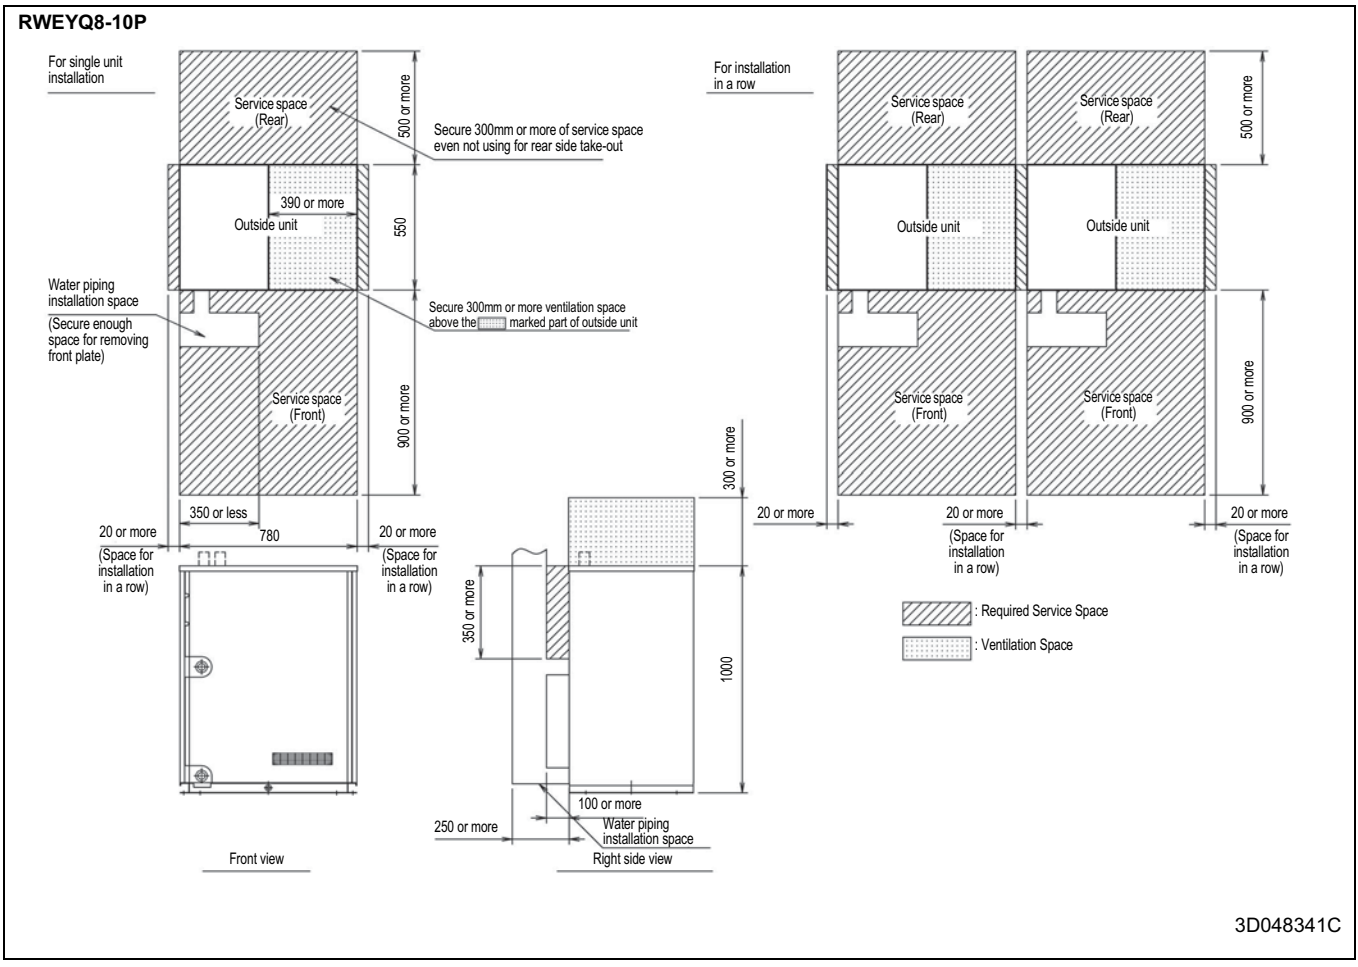 RWEYQ8-10P
For single unit
installation
Service space
(Rear)
500 or more
Secure 300mm or more of service space
even not using for rear side take-out
390 or more
Outside unit
550
Water piping
installation space
(Secure enough
space for removing
front plate)
Secure 300mm or more ventilation space
above the marked part of outside unit
Service space
(Front)
900 or more
350 or less
780
20 or more
(Space for
installation
in a row)
20 or more
(Space for
installation
in a row)
Front view
300 or more
350 or more
1000
100 or more
250 or more
Water piping
installation space
Right side view
For installation
in a row
Service space
(Rear)
Service space
(Rear)
500 or more
Outside unit
Outside unit
Service space
(Front)
Service space
(Front)
900 or more
20 or more
20 or more
(Space for
installation
in a row)
20 or more
(Space for
installation
in a row)
: Required Service Space
: Ventilation Space
3D048341C